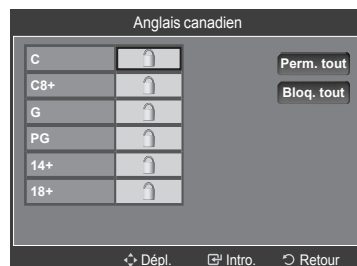 Anglais canadien
C
Perm. tout
C8+
Bloq. tout
G
PG
14+
18+
Dépl. Intro. Retour